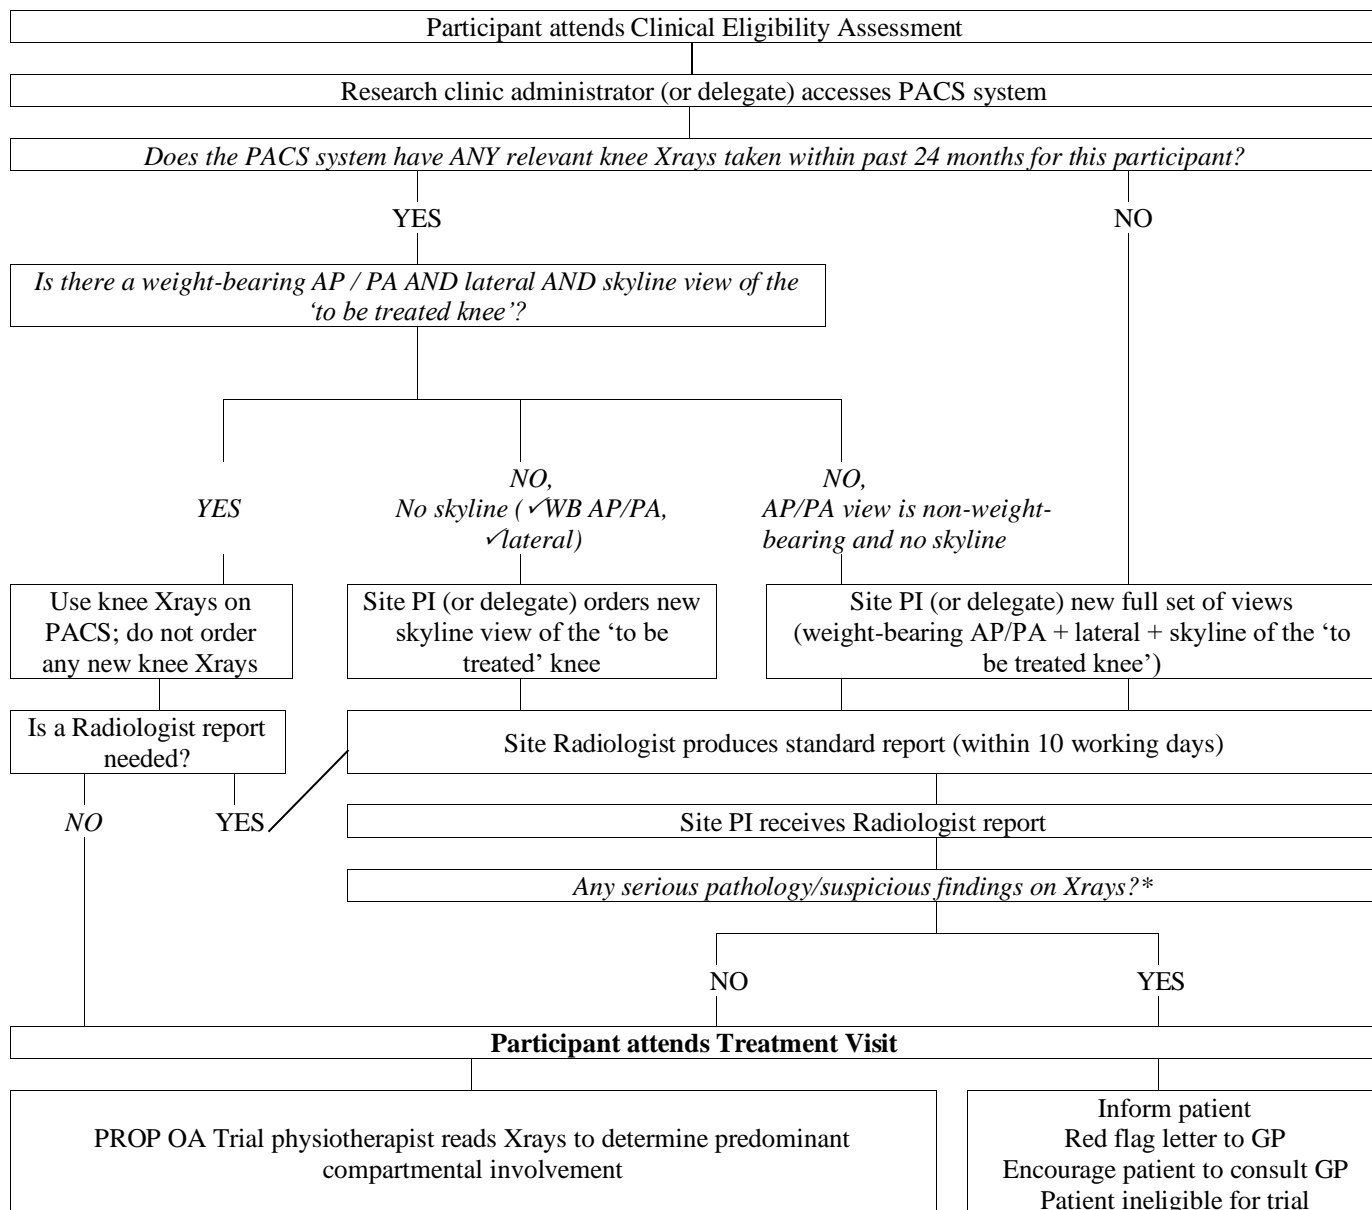 Participant attends Clinical Eligibility Assessment
Research clinic administrator (or delegate) accesses PACS system
Does the PACS system have ANY relevant knee Xrays taken within past 24 months for this participant?
YES
NO
Is there a weight-bearing AP / PA AND lateral AND skyline view of the
‘to be treated knee’?
YES
NO,
No skyline (✓WB AP/PA,
✓lateral)
NO,
AP/PA view is non-weight-
bearing and no skyline
Use knee Xrays on
PACS; do not order
any new knee Xrays
Site PI (or delegate) orders new
skyline view of the ‘to be
treated’ knee
Site PI (or delegate) new full set of views
(weight-bearing AP/PA + lateral + skyline of the ‘to
be treated knee’)
Is a Radiologist report
needed?
Site Radiologist produces standard report (within 10 working days)
NO
YES
Site PI receives Radiologist report
Any serious pathology/suspicious findings on Xrays?*
NO
YES
Participant attends Treatment Visit
PROP OA Trial physiotherapist reads Xrays to determine predominant
compartmental involvement
Inform patient
Red flag letter to GP
Encourage patient to consult GP
Patient ineligible for trial